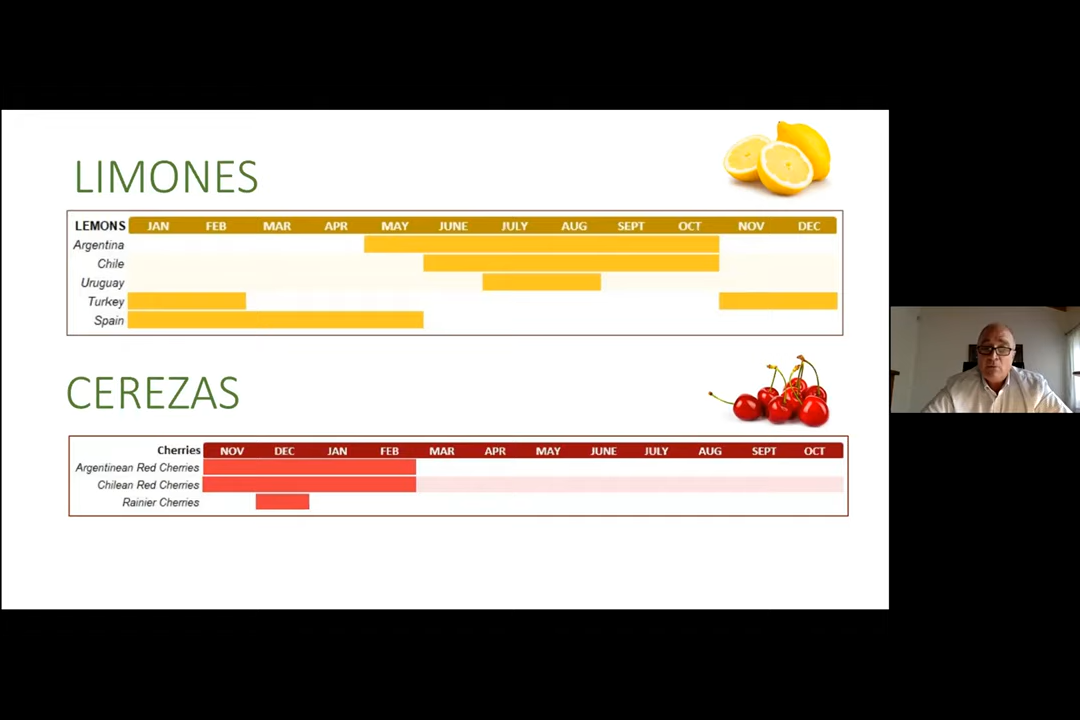 LIMONES
LEMONS JAN FEB MAR APR MAY JUNE JULY AUG SEPT OCT NOV DEC
Argentina
Chile
Uruguay
Turkey
Spain
CEREZAS
Cherries NOV DEC JAN FEB MAR APR MAY JUNE JULY AUG SEPT OCT
Argentinean Red Cherries
Chilean Red Cherries
Rainier Cherries